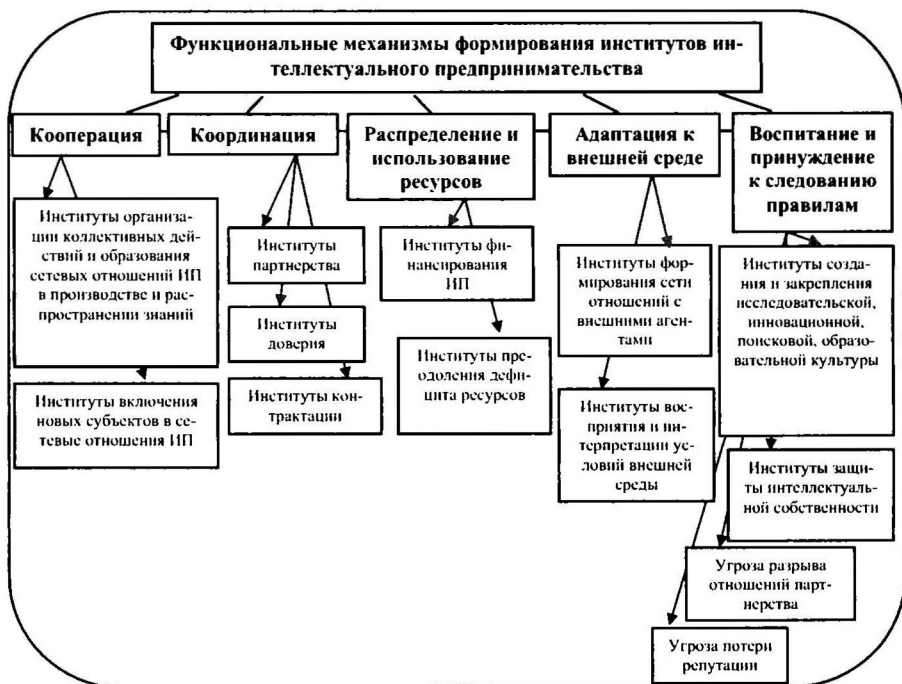 Функциональные механизмы формирования институтов ин-
теллектуального предпринимательства
Кооперация
Институты организа-
ции коллективных дей-
ствий и образования
сетевых отношений ИП
в производстве и рас-
пространении знаний
Институты включения
новых субъектов в се-
тевые отношения ИП
Координация
Институты
партнерства
Институты
доверия
Институты кон-
трактации
Распределение и
использование
ресурсов
Институты фи-
нансирования
ИП
Институты пре-
одоления дефи-
цита ресурсов
Адаптация к
внешней среде
Институты фор-
мирования сети
отношений с
внешними аген-
тами
Институты вос-
приятия и ин-
терпретации ус-
ловий внешней
среды
Воспитание и
принуждение
к следованию
правилам
Институты созда-
ния и закрепления
исследовательской,
инновационной,
поисковой, образо-
вательной культуры
Институты защи-
ты интеллектуаль-
ной собственности
Угроза разрыва
отношений парт-
нерства
Угроза потери
репутации